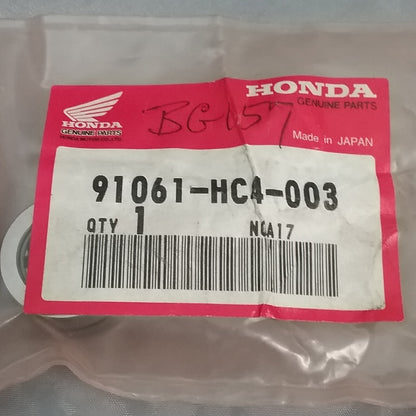 HONDA
GENUINE PARTS
HONDA MOTOR CO.,LTD.
HONDA
GENUINE PARTS
BG157
Made in JAPAN
91061-HC4-003
QTY 1 NCA17